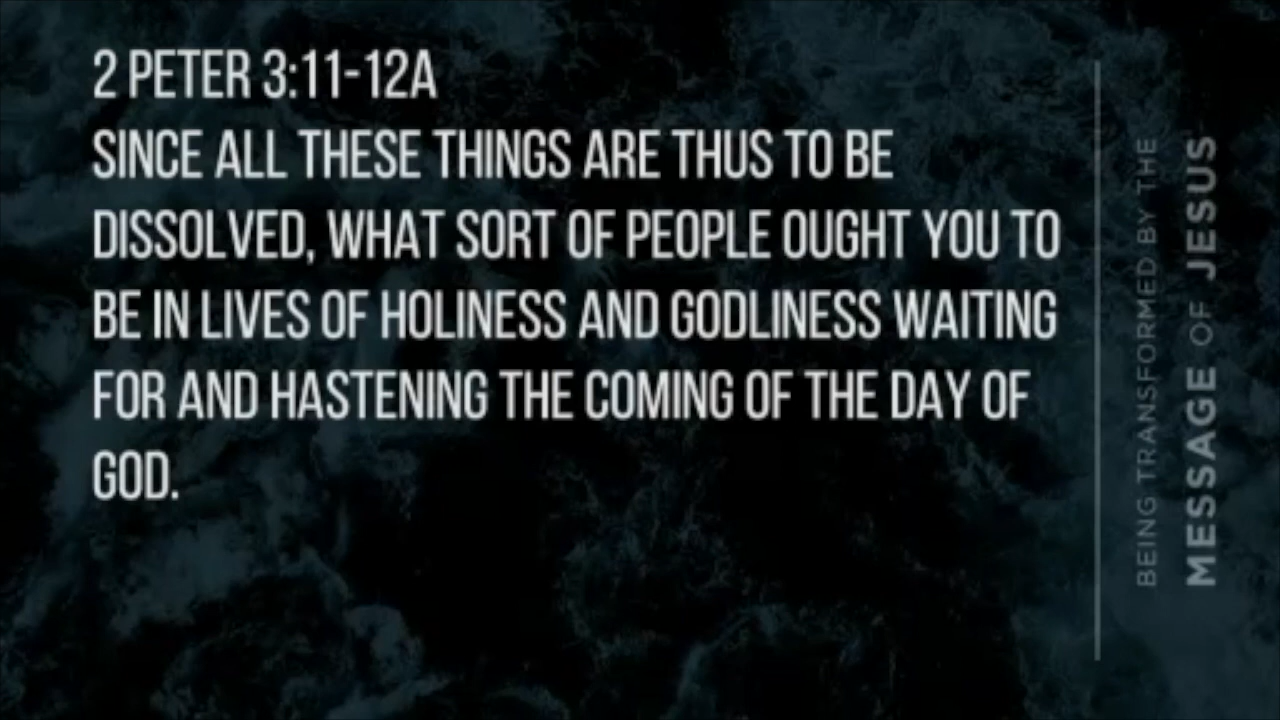 2 PETER 3:11-12A
SINCE ALL THESE THINGS ARE THUS TO BE
DISSOLVED, WHAT SORT OF PEOPLE OUGHT YOU TO
BE IN LIVES OF HOLINESS AND GODLINESS WAITING
FOR AND HASTENING THE COMING OF THE DAY OF
GOD.
BEING TRANSFORMED BY THE
MESSAGE OF JESUS